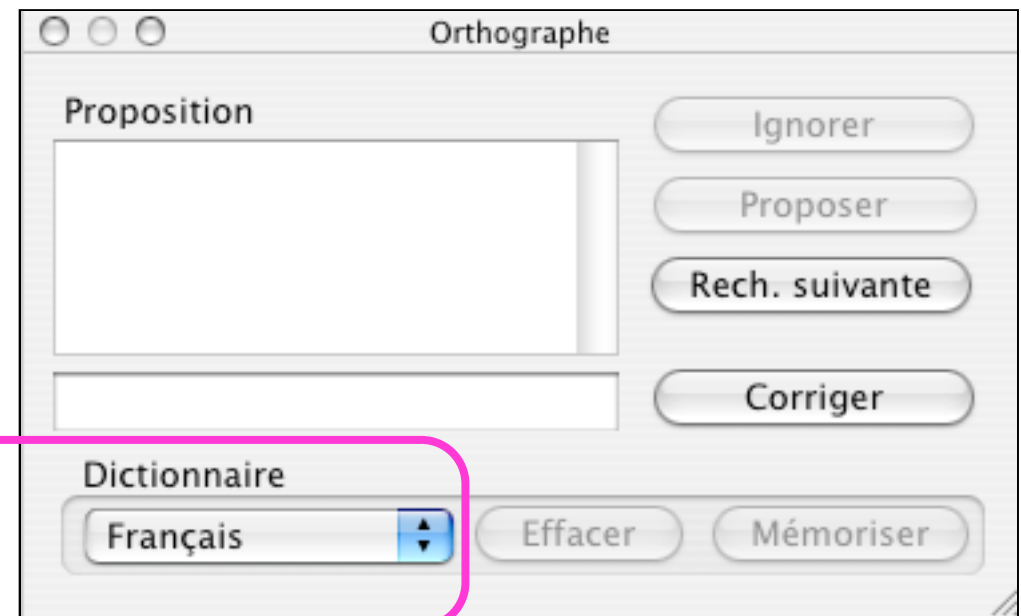 Orthographe
Proposition
Ignorer
Proposer
Rech. suivante
Corriger
Dictionnaire
Français
Effacer
Mémoriser